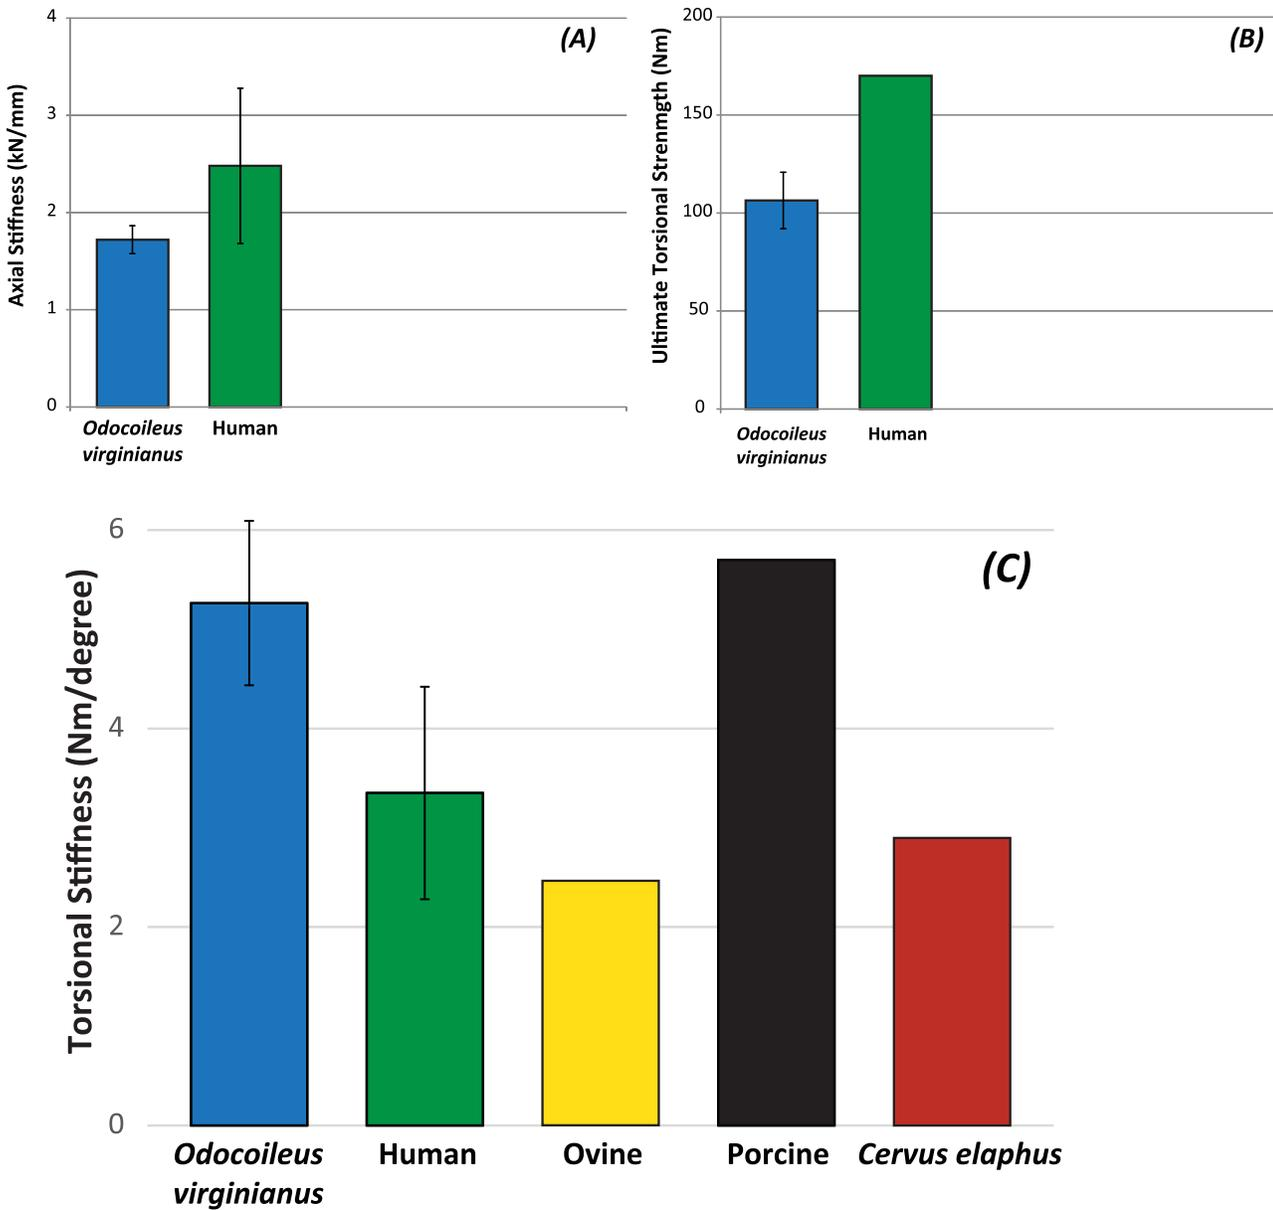 (A)
Axial Stiffness (kN/mm)
4
3
2
1
0
Odocoileus
virginianus
Human
(B)
Ultimate Torsional Strenmgth (Nm)
200
150
100
50
0
Odocoileus
virginianus
Human
(C)
Torsional Stiffness (Nm/degree)
6
4
2
0
Odocoileus
virginianus
Human
Ovine
Porcine
Cervus elaphus